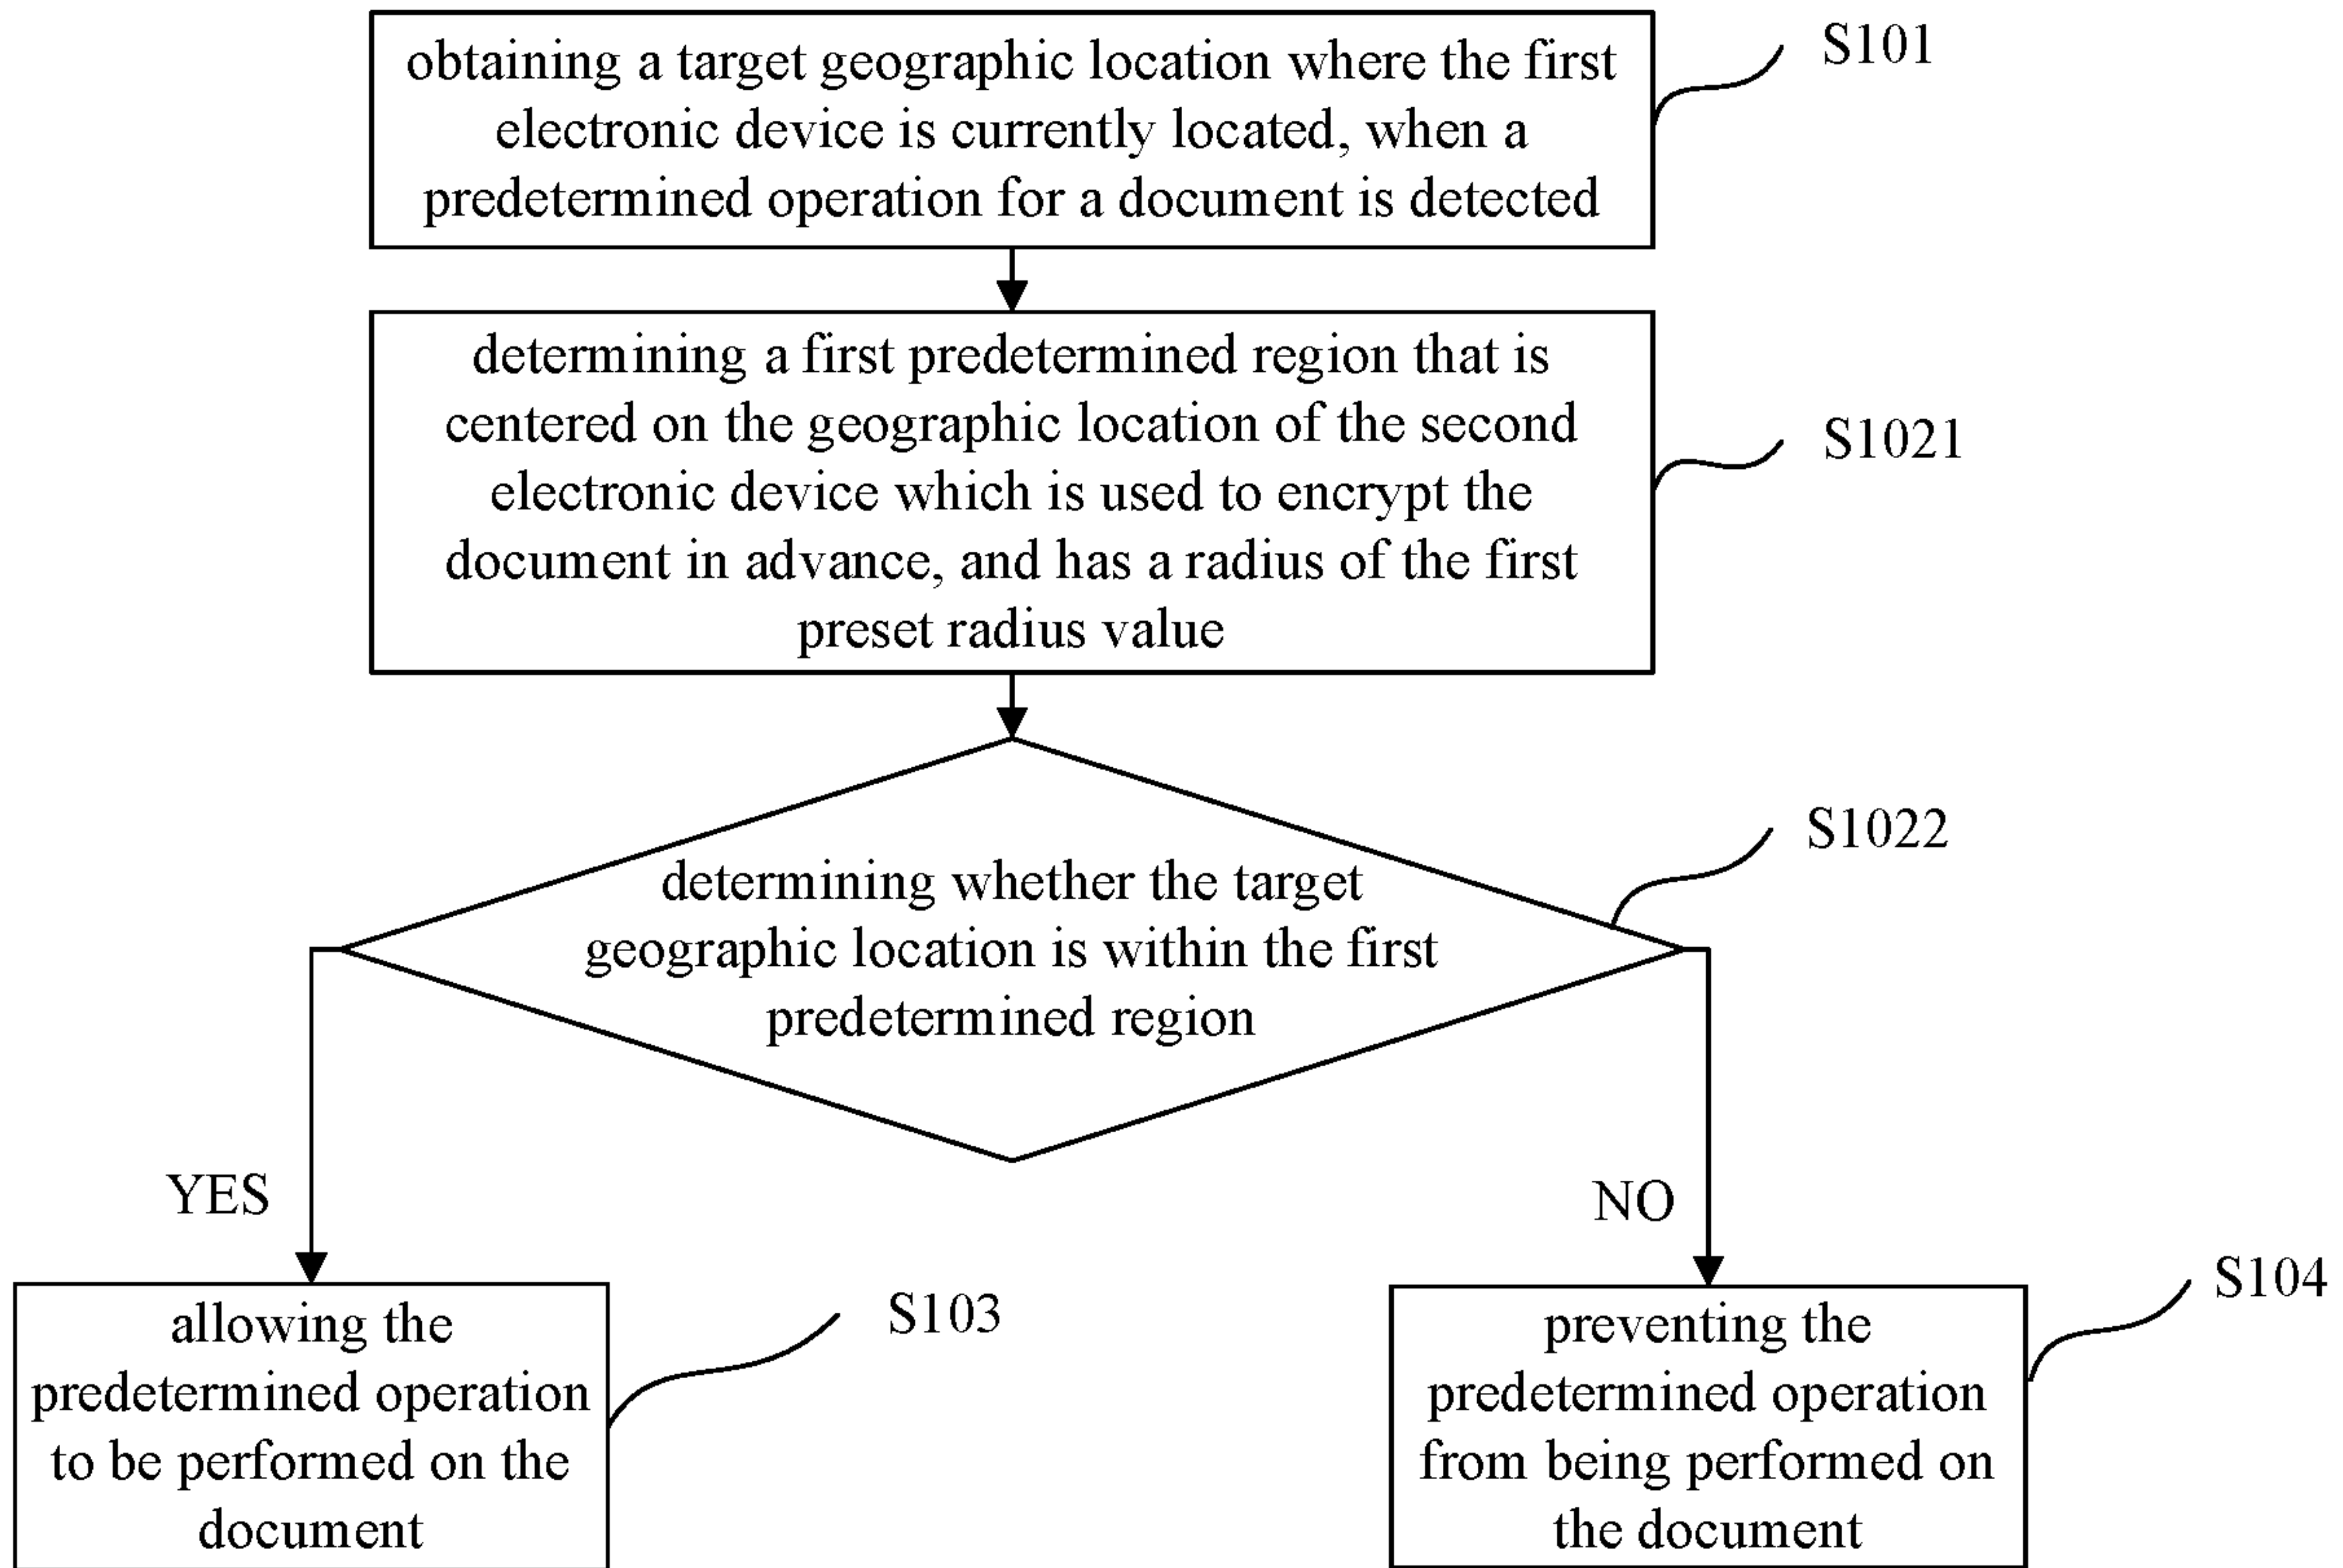 obtaining a target geographic location where the first
electronic device is currently located, when a
predetermined operation for a document is detected
S101
determining a first predetermined region that is
centered on the geographic location of the second
electronic device which is used to encrypt the
document in advance, and has a radius of the first
preset radius value
S1021
determining whether the target
geographic location is within the first
predetermined region
S1022
YES
NO
allowing the
predetermined operation
to be performed on the
document
S103
preventing the
predetermined operation
from being performed on
the document
S104